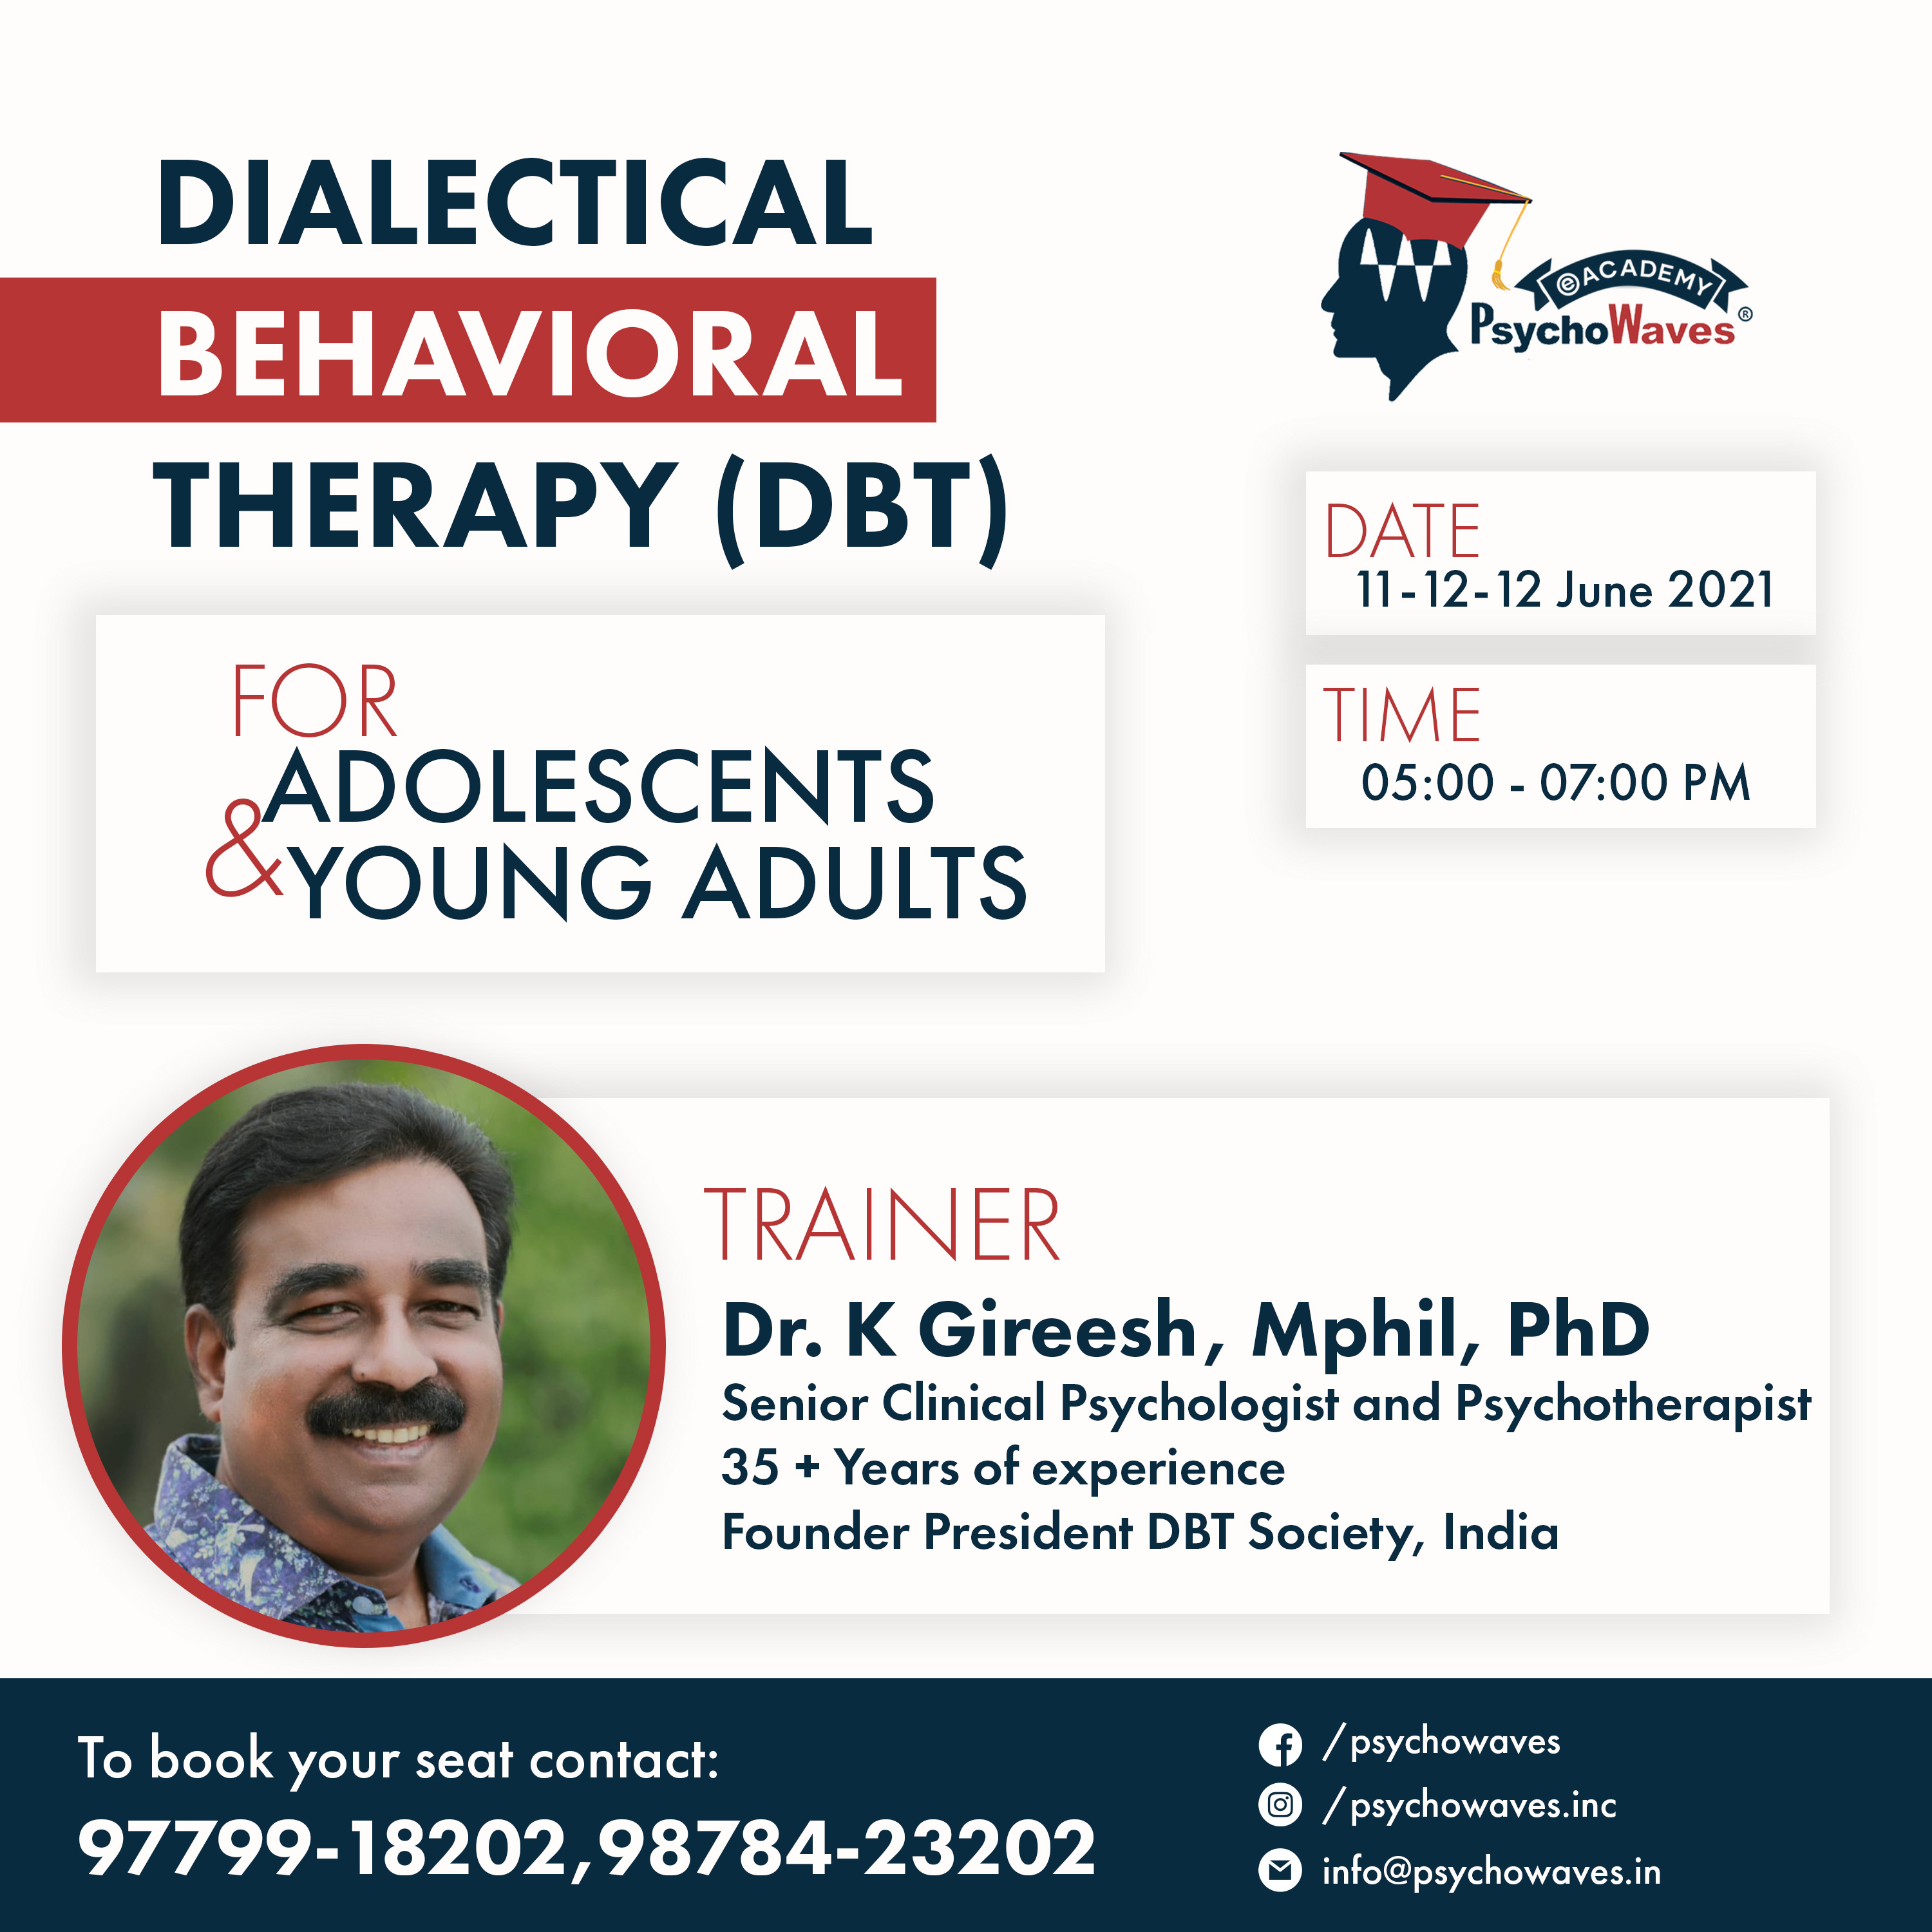 DIALECTICAL
BEHAVIORAL
THERAPY (DBT)
FOR
ADOLESCENTS
& YOUNG ADULTS
e ACADEMY
PsychoWaves®
DATE
11-12-12 June 2021
TIME
05:00 - 07:00 PM
TRAINER
Dr. K Gireesh, Mphil, PhD
Senior Clinical Psychologist and Psychotherapist
35 + Years of experience
Founder President DBT Society, India
To book your seat contact:
97799-18202,98784-23202
/psychowaves
/psychowaves.inc
info@psychowaves.in